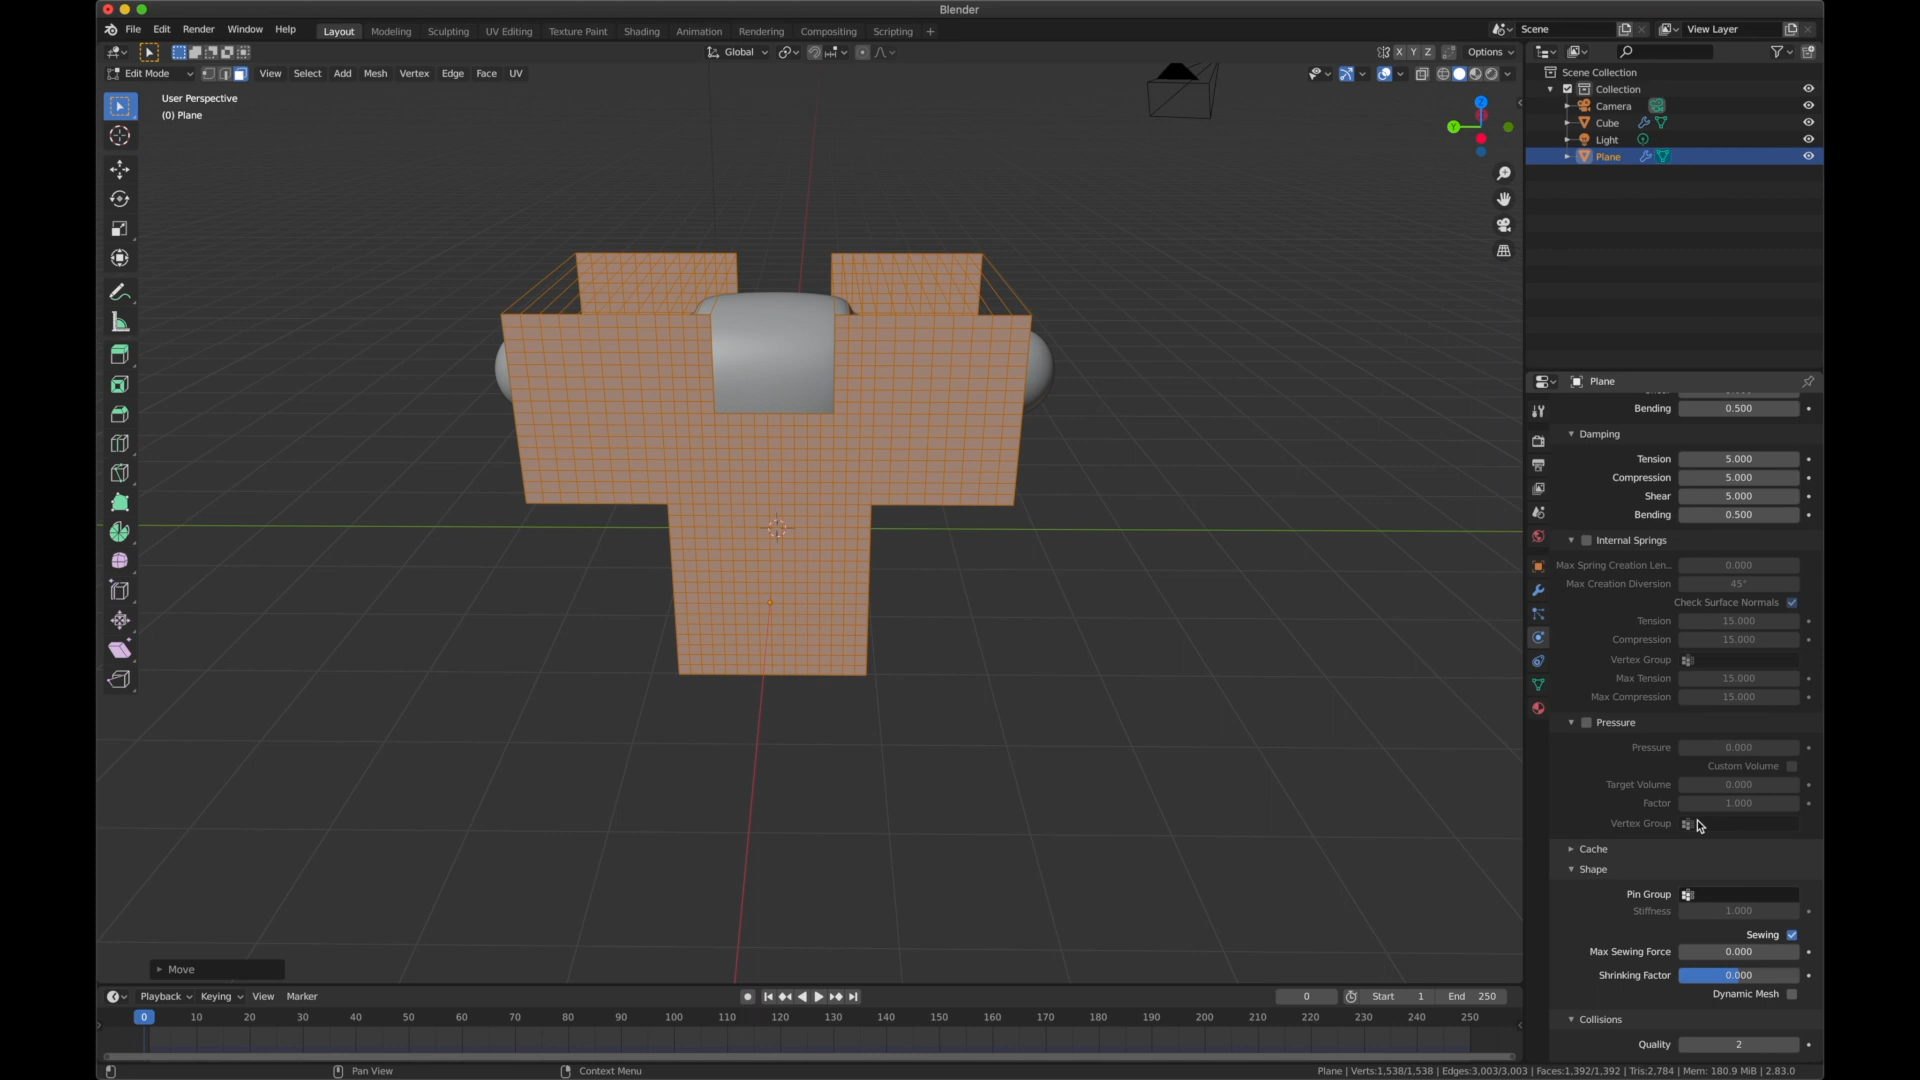 Blender
File Edit Render Window Help Layout Modeling Sculpting UV Editing Texture Paint Shading Animation Rendering Compositing Scripting + Scene View Layer
Global X Y Z Options
Edit Mode View Select Add Mesh Vertex Edge Face UV
User Perspective
(0) Plane
Z
Y
Scene Collection
Collection
Camera
Cube
Light
Plane
Plane
Bending 0.500
Damping
Tension 5.000
Compression 5.000
Shear 5.000
Bending 0.500
Internal Springs
Max Spring Creation Len... 0.000
Max Creation Diversion 45°
Check Surface Normals
Tension 15.000
Compression 15.000
Vertex Group
Max Tension 15.000
Max Compression 15.000
Pressure
Pressure 0.000
Custom Volume
Target Volume 0.000
Factor 1.000
Vertex Group
Cache
Shape
Pin Group
Stiffness 1.000
Sewing
Max Sewing Force 0.000
Shrinking Factor 0.000
Dynamic Mesh
Collisions
Quality 2
Move
Playback Keying View Marker 0 Start 1 End 250
0 10 20 30 40 50 60 70 80 90 100 110 120 130 140 150 160 170 180 190 200 210 220 230 240 250
Pan View Context Menu Plane | Verts:1,538/1,538 | Edges:3,003/3,003 | Faces:1,392/1,392 | Tris:2,784 | Mem: 180.9 MiB | 2.83.0